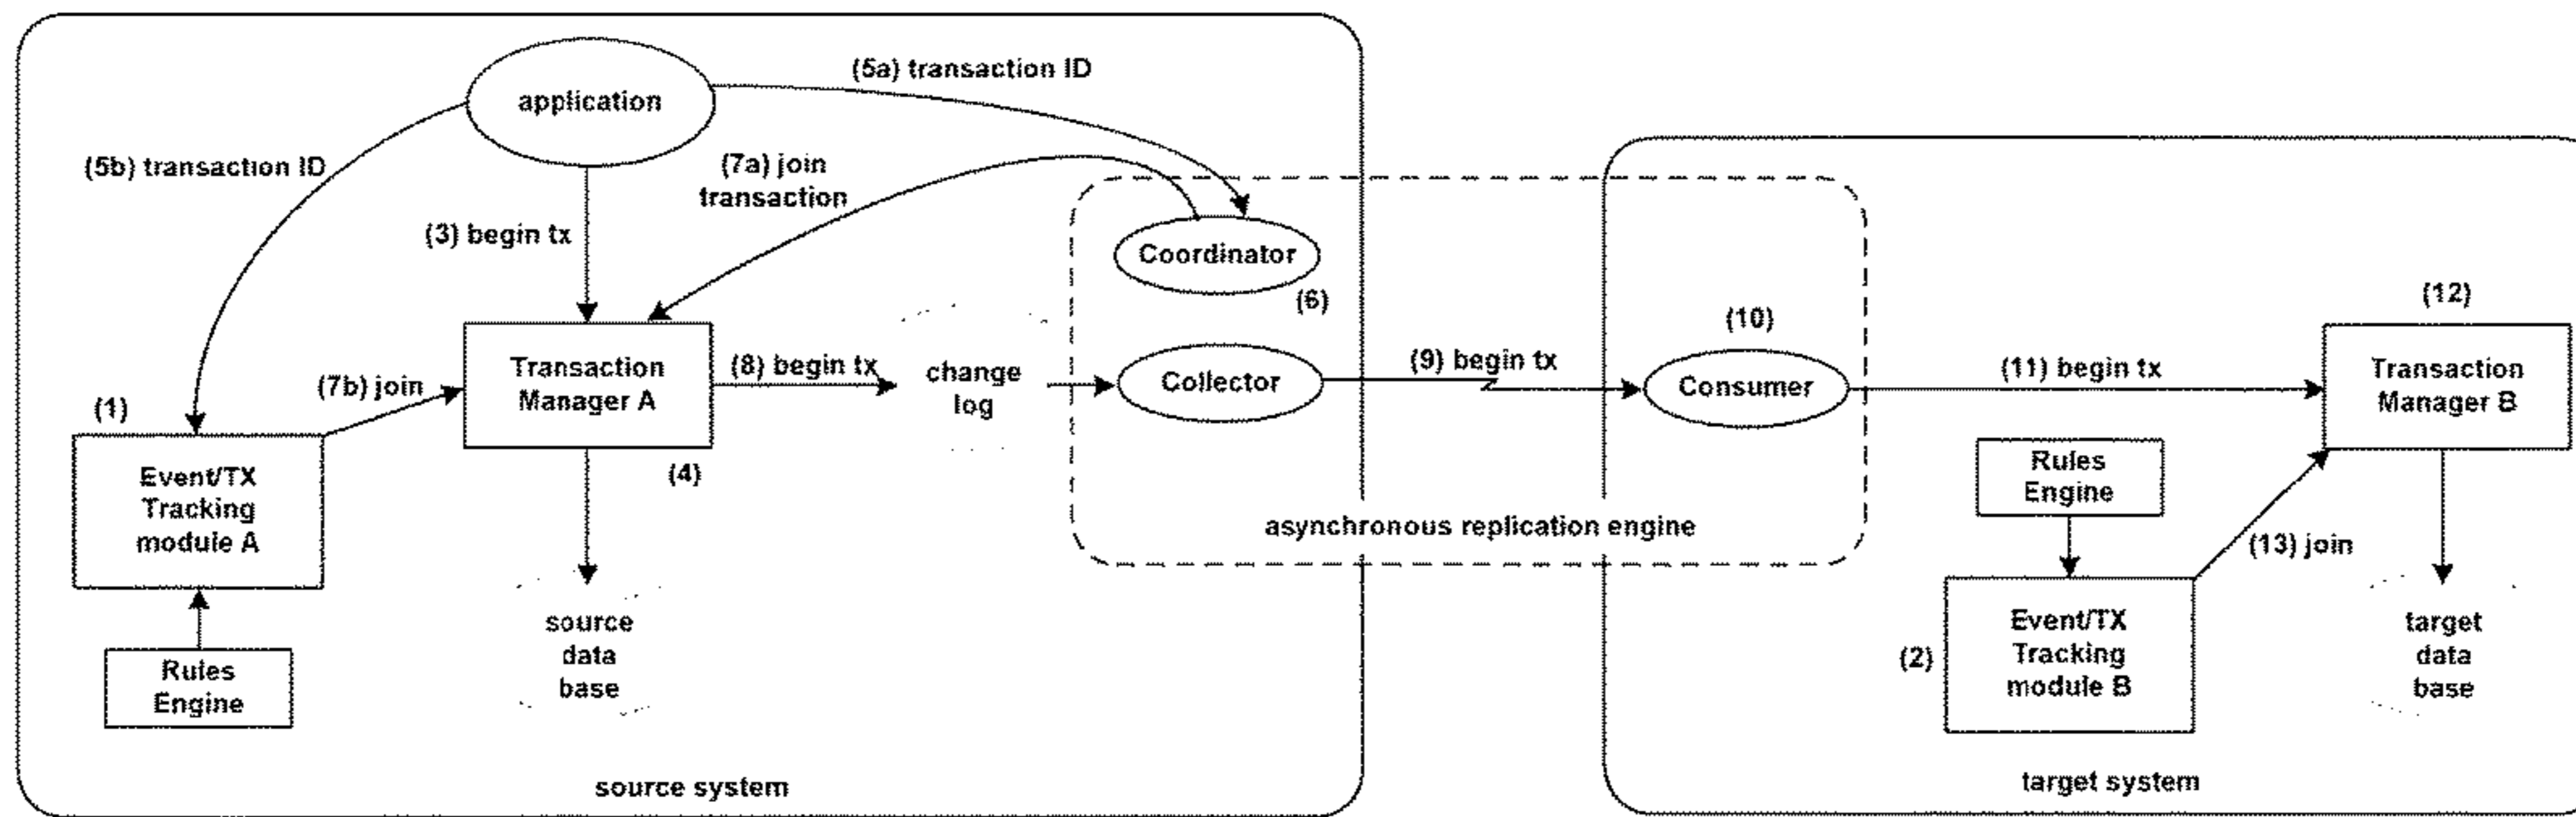 (5a) transaction ID
application
(5b) transaction ID
(7a) join
transaction
(3) begin tx
Coordinator
(6)
(12)
(10)
Transaction
Manager A
(8) begin tx
change
log
Collector
(9) begin tx
Consumer
(11) begin tx
Transaction
Manager B
(7b) join
(1)
(4)
Event/TX
Tracking
module A
Rules
Engine
asynchronous replication engine
(13) join
source
data
base
Rules
Engine
(2)
Event/TX
Tracking
module B
target
data
base
source system
target system